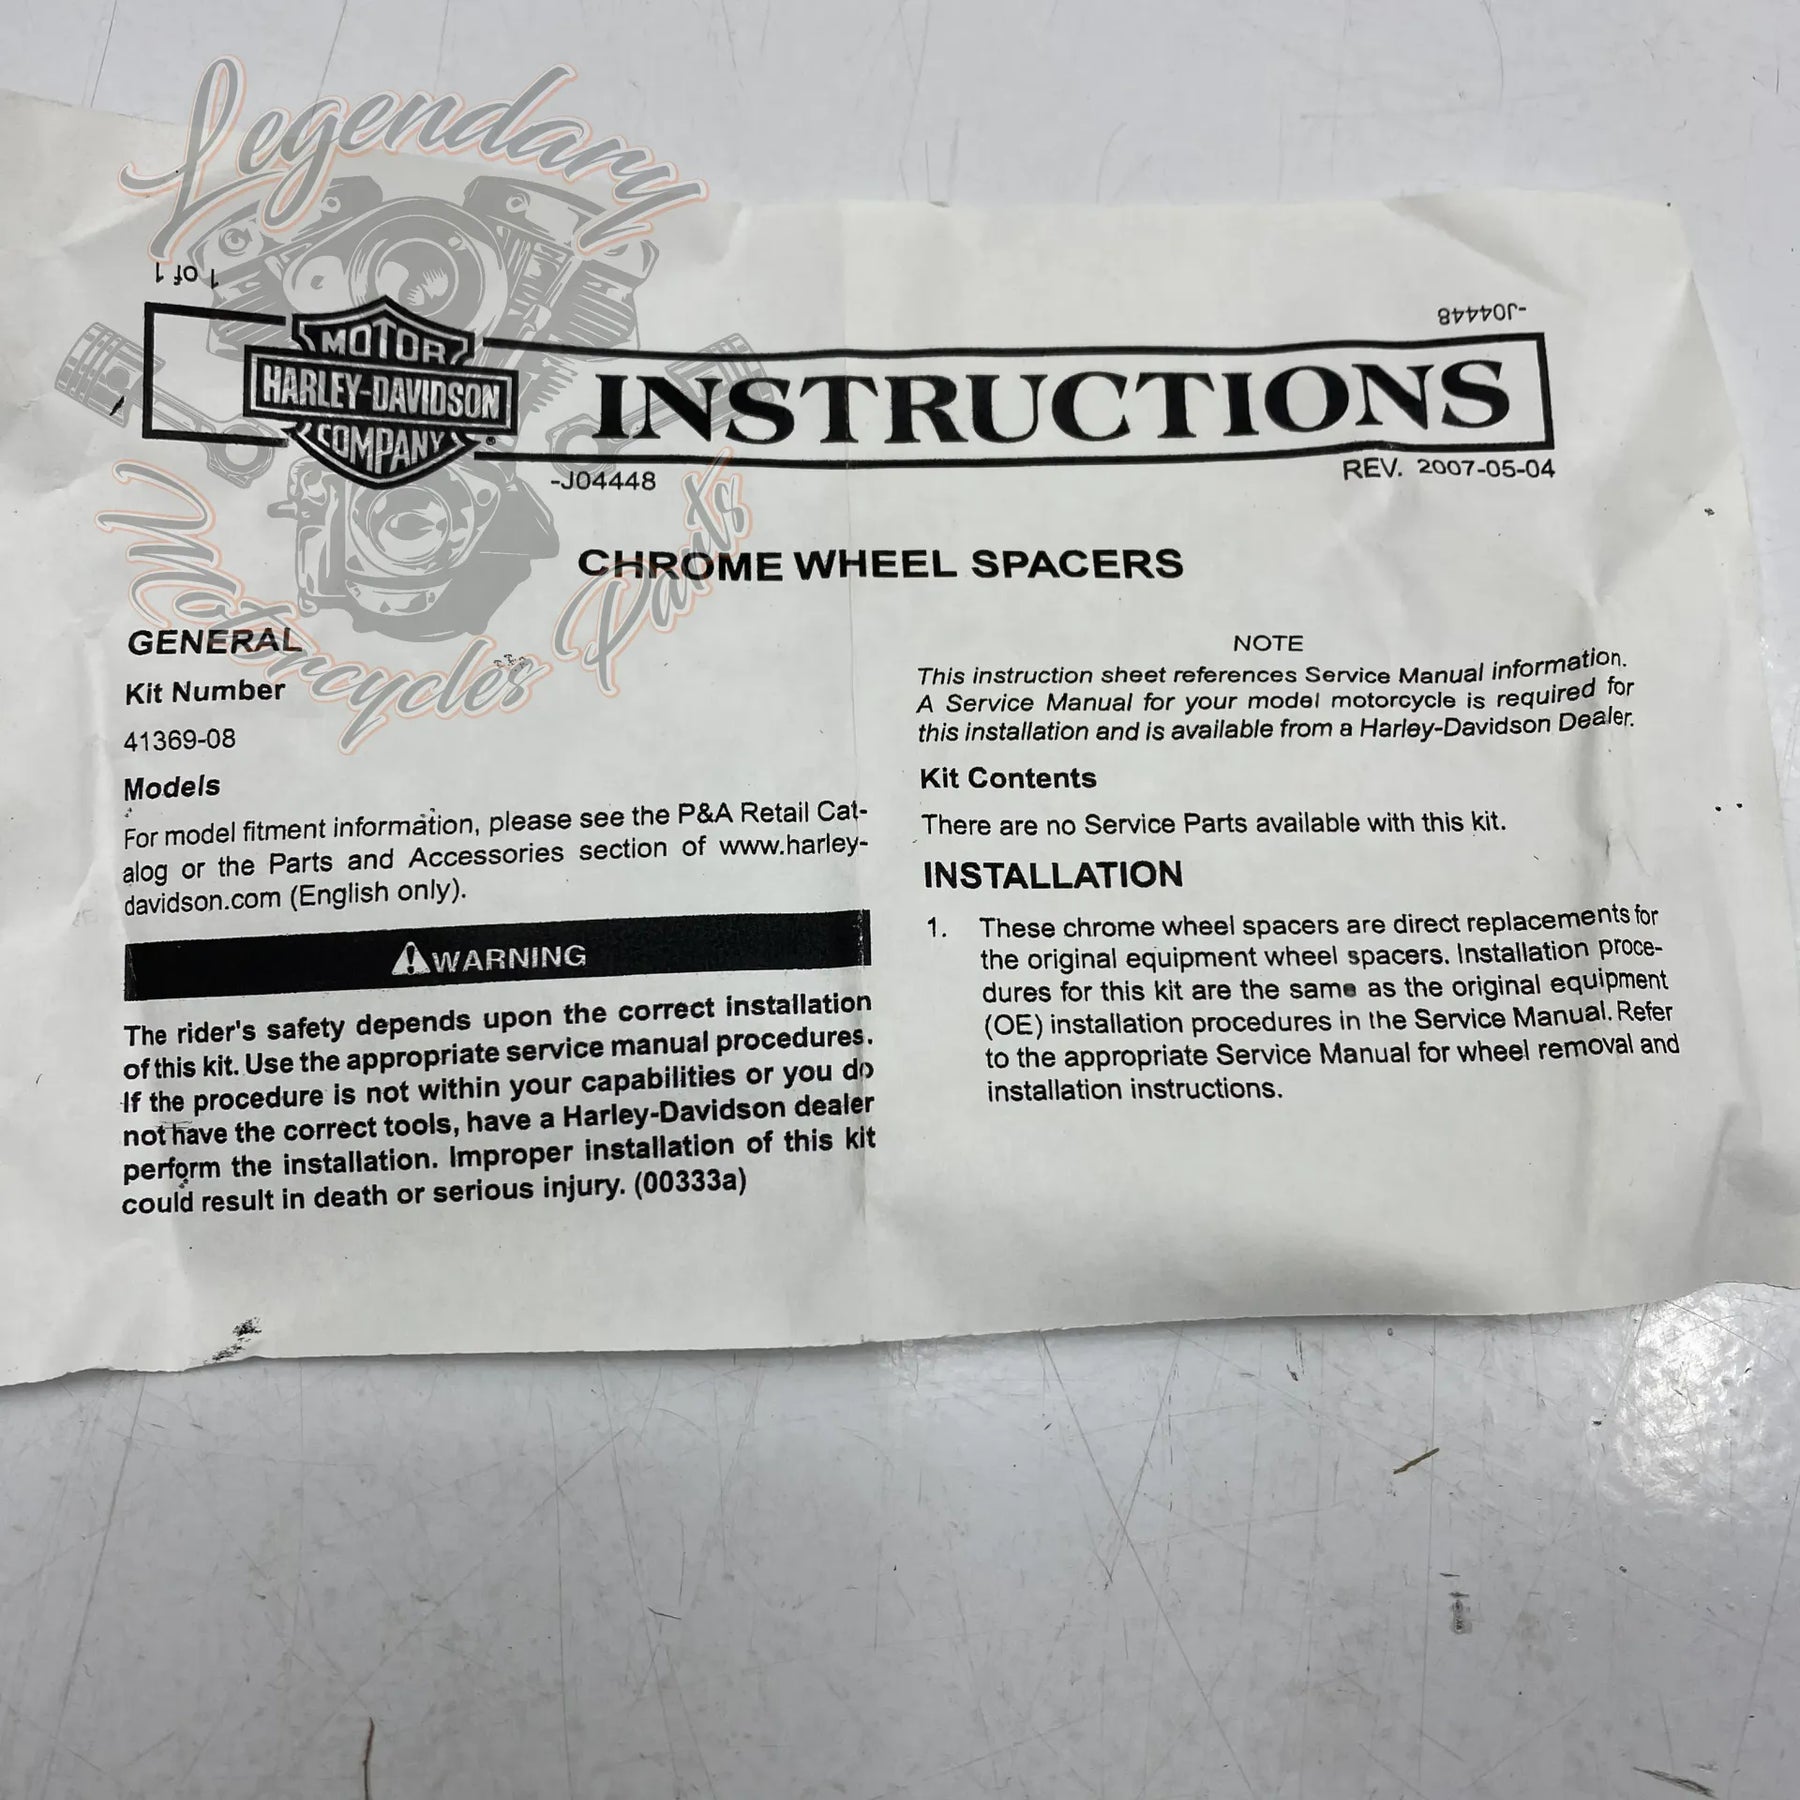 Legendary
Motorcycles Parts
1 of 1
-J04448
MOTOR
HARLEY-DAVIDSON
COMPANY
®
INSTRUCTIONS
-J04448
REV. 2007-05-04
CHROME WHEEL SPACERS
GENERAL
Kit Number
41369-08
Models
For model fitment information, please see the P&A Retail Cat-
alog or the Parts and Accessories section of www.harley-
davidson.com (English only).
⚠WARNING
The rider's safety depends upon the correct installation
of this kit. Use the appropriate service manual procedures.
If the procedure is not within your capabilities or you do
not have the correct tools, have a Harley-Davidson dealer
perform the installation. Improper installation of this kit
could result in death or serious injury. (00333a)
NOTE
This instruction sheet references Service Manual information.
A Service Manual for your model motorcycle is required for
this installation and is available from a Harley-Davidson Dealer.
Kit Contents
There are no Service Parts available with this kit.
INSTALLATION
1. These chrome wheel spacers are direct replacements for
the original equipment wheel spacers. Installation proce-
dures for this kit are the same as the original equipment
(OE) installation procedures in the Service Manual. Refer
to the appropriate Service Manual for wheel removal and
installation instructions.